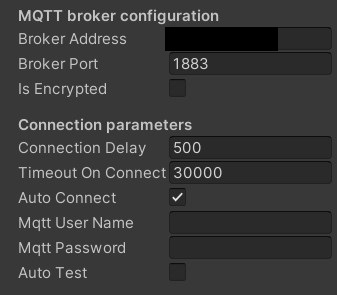 MQTT broker configuration
Broker Address
Broker Port 1883
Is Encrypted
Connection parameters
Connection Delay 500
Timeout On Connect 30000
Auto Connect
Mqtt User Name
Mqtt Password
Auto Test